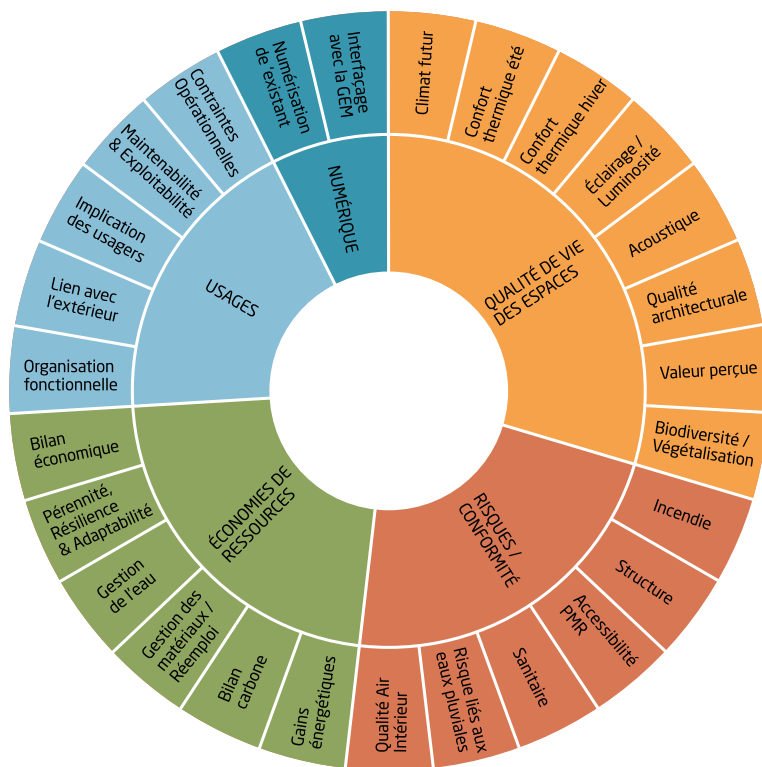 Climat futur
Confort
thermique été
Confort
thermique hiver
Éclairage /
Luminosité
Acoustique
Qualité
architecturale
Valeur perçue
Biodiversité /
Végétalisation
QUALITÉ DE VIE
DES ESPACES
Incendie
Structure
Accessibilité
PMR
Sanitaire
Risque liés aux
eaux pluviales
Qualité Air
Intérieur
RISQUES /
CONFORMITÉ
Gains
énergétiques
Bilan
carbone
Gestion des
matériaux /
Réemploi
Gestion
de l'eau
Pérennité,
Résilience
& Adaptabilité
Bilan
économique
ÉCONOMIES DE
RESSOURCES
Organisation
fonctionnelle
Lien avec
l'extérieur
Implication
des usagers
Maintenabilité
& Exploitabilité
Contraintes
Opérationnelles
USAGES
Numérisation
de 'existant
Interfaçage
avec la GEM
NUMÉRIQUE